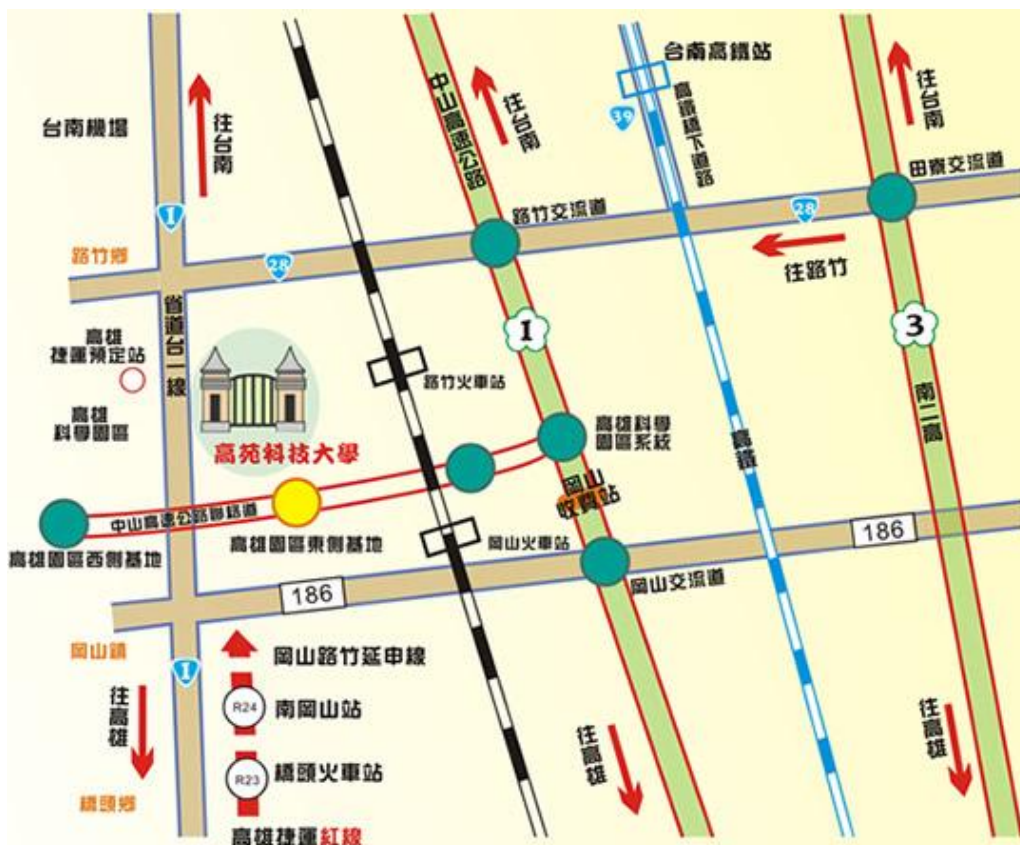 台南高鐵站
中山高速公路
往台南
往台南
往台南
39
高鐵橋下道路
台南機場
田寮交流道
1
路竹交流道
28
路竹鄉
28
往路竹
省道台一線
高雄
捷運預定站
1
3
路竹火車站
高雄
科學園區
南二高
高苑科技大學
高雄科學
園區系統
高鐵
岡山
收費站
中山高速公路聯絡道
高雄園區西側基地
高雄園區東側基地
岡山火車站
186
岡山交流道
186
岡山鎮
1
岡山路竹延申線
往高雄
R24
南岡山站
往高雄
往高雄
R23
橋頭火車站
橋頭鄉
高雄捷運紅線